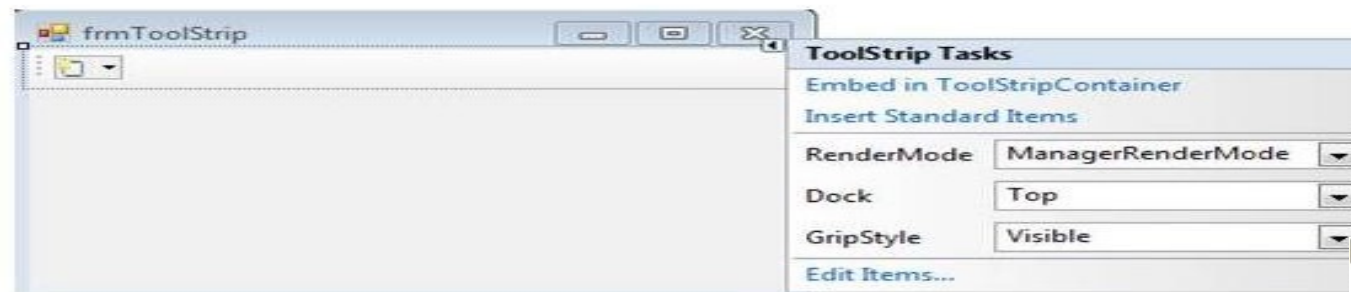 frmToolStrip
ToolStrip Tasks
Embed in ToolStripContainer
Insert Standard Items
RenderMode ManagerRenderMode
Dock Top
GripStyle Visible
Edit Items...